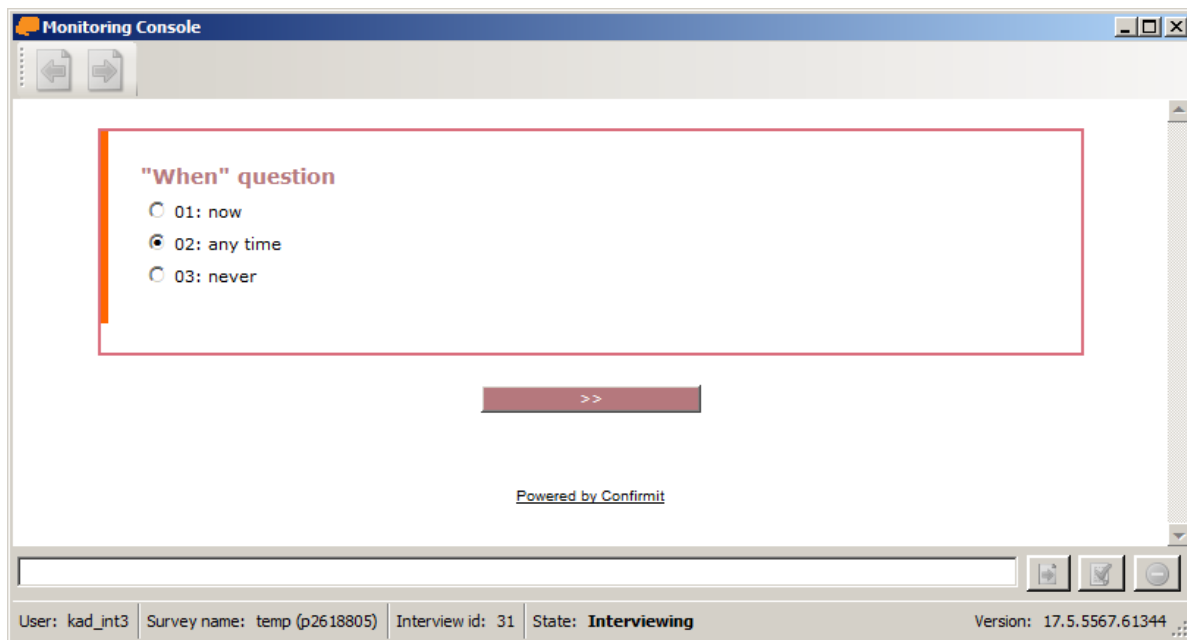 Monitoring Console
"When" question
01: now
02: any time
03: never
>>
Powered by Confirmit
User: kad_int3 Survey name: temp (p2618805) Interview id: 31 State: Interviewing Version: 17.5.5567.61344